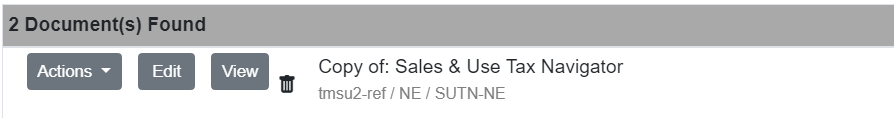 2 Document(s) Found
Actions Edit View Copy of: Sales & Use Tax Navigator
tmsu2-ref / NE / SUTN-NE